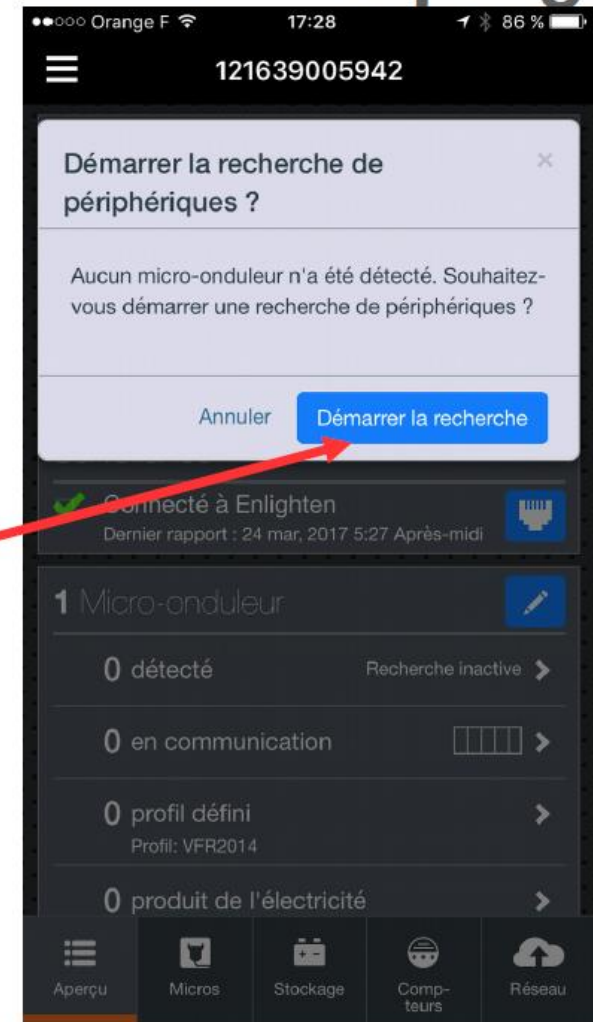 Orange F 17:28 86 %
121639005942
Démarrer la recherche de
périphériques ?
×
Aucun micro-onduleur n'a été détecté. Souhaitez-
vous démarrer une recherche de périphériques ?
Annuler Démarrer la recherche
Connecté à Enlighten
Dernier rapport : 24 mar, 2017 5:27 Après-midi
1 Micro-onduleur
0 détecté Recherche inactive
0 en communication
0 profil défini
Profil: VFR2014
0 produit de l'électricité
Aperçu Micros Stockage Comp-
teurs Réseau